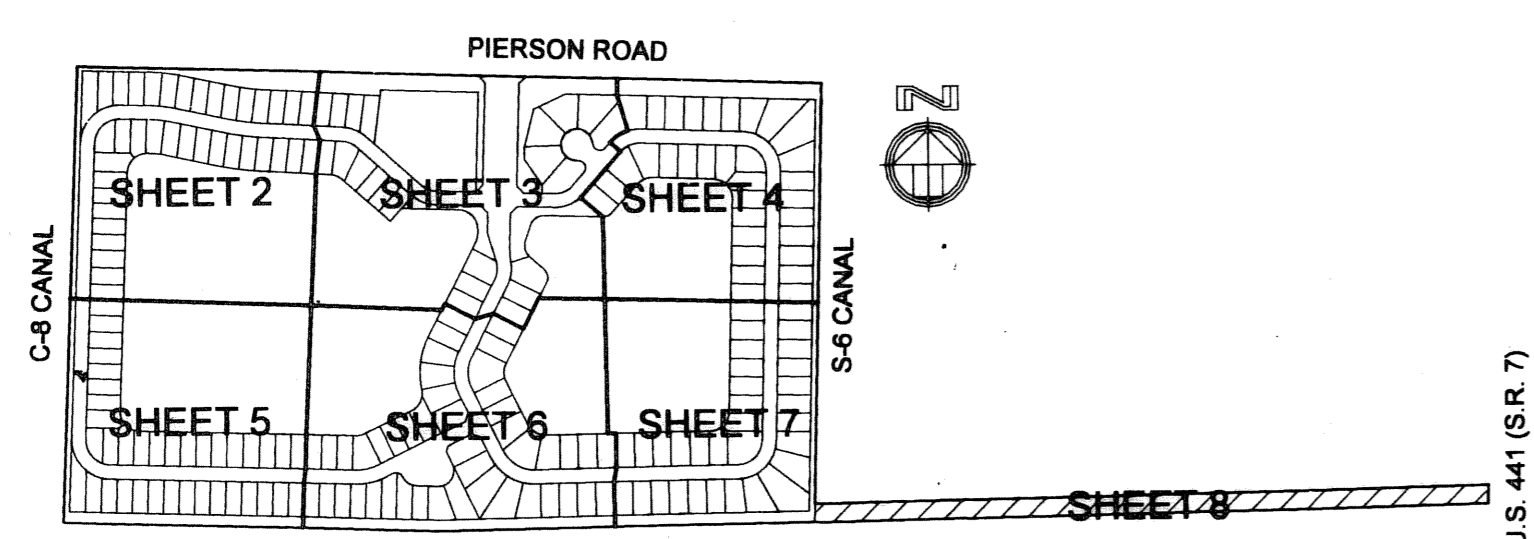 PIERSON ROAD
N
SHEET 2
SHEET 3
SHEET 4
C-8 CANAL
S-6 CANAL
SHEET 5
SHEET 6
SHEET 7
SHEET 8
J.S. 441 (S.R. 7)